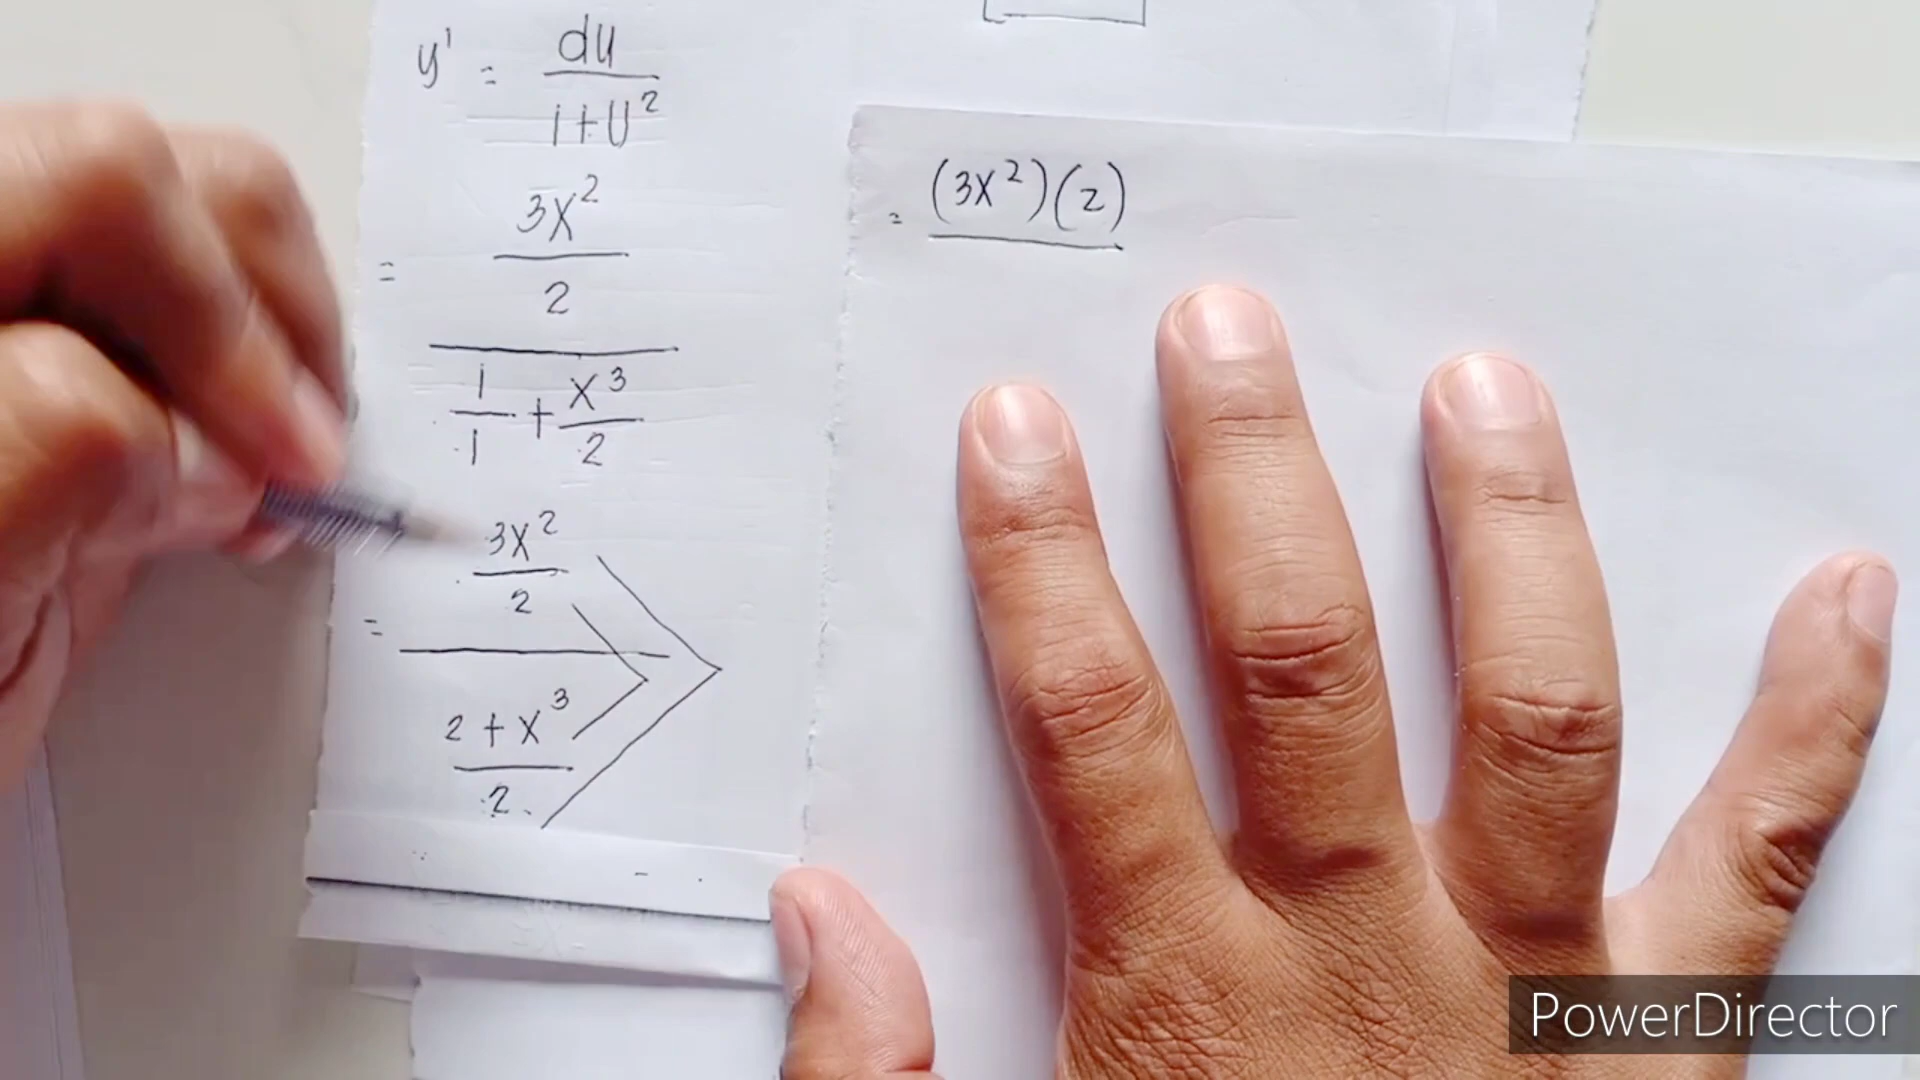 y' = du
1+U²
= 3X²
2
1/1 + X³/2
= 3X²
2
2 + X³
2
= (3X²)(2)
PowerDirector